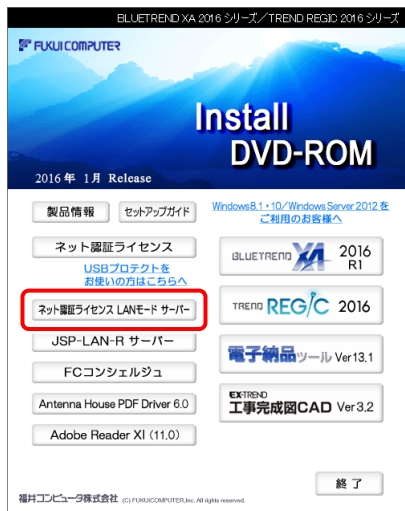 BLUETREND XA 2016 シリーズ／TREND REGIC 2016 シリーズ
FUKUI COMPUTER
Install
DVD-ROM
2016 年 1月 Release
製品情報
セットアップガイド
ネット認証ライセンス
USBプロテクトを
お使いの方はこちらへ
ネット認証ライセンス LANモード サーバー
JSP-LAN-R サーバー
FCコンシェルジュ
Antenna House PDF Driver 6.0
Adobe Reader XI (11.0)
Windows8.1・10／Windows Server 2012 を
ご利用のお客様へ
BLUETREND XA 2016
R1
TREND REGIC 2016
電子納品ツール Ver13.1
EX-TREND
工事完成図CAD Ver3.2
終了
福井コンピュータ株式会社 (C) FUKUICOMPUTER,Inc. All rights reserved.